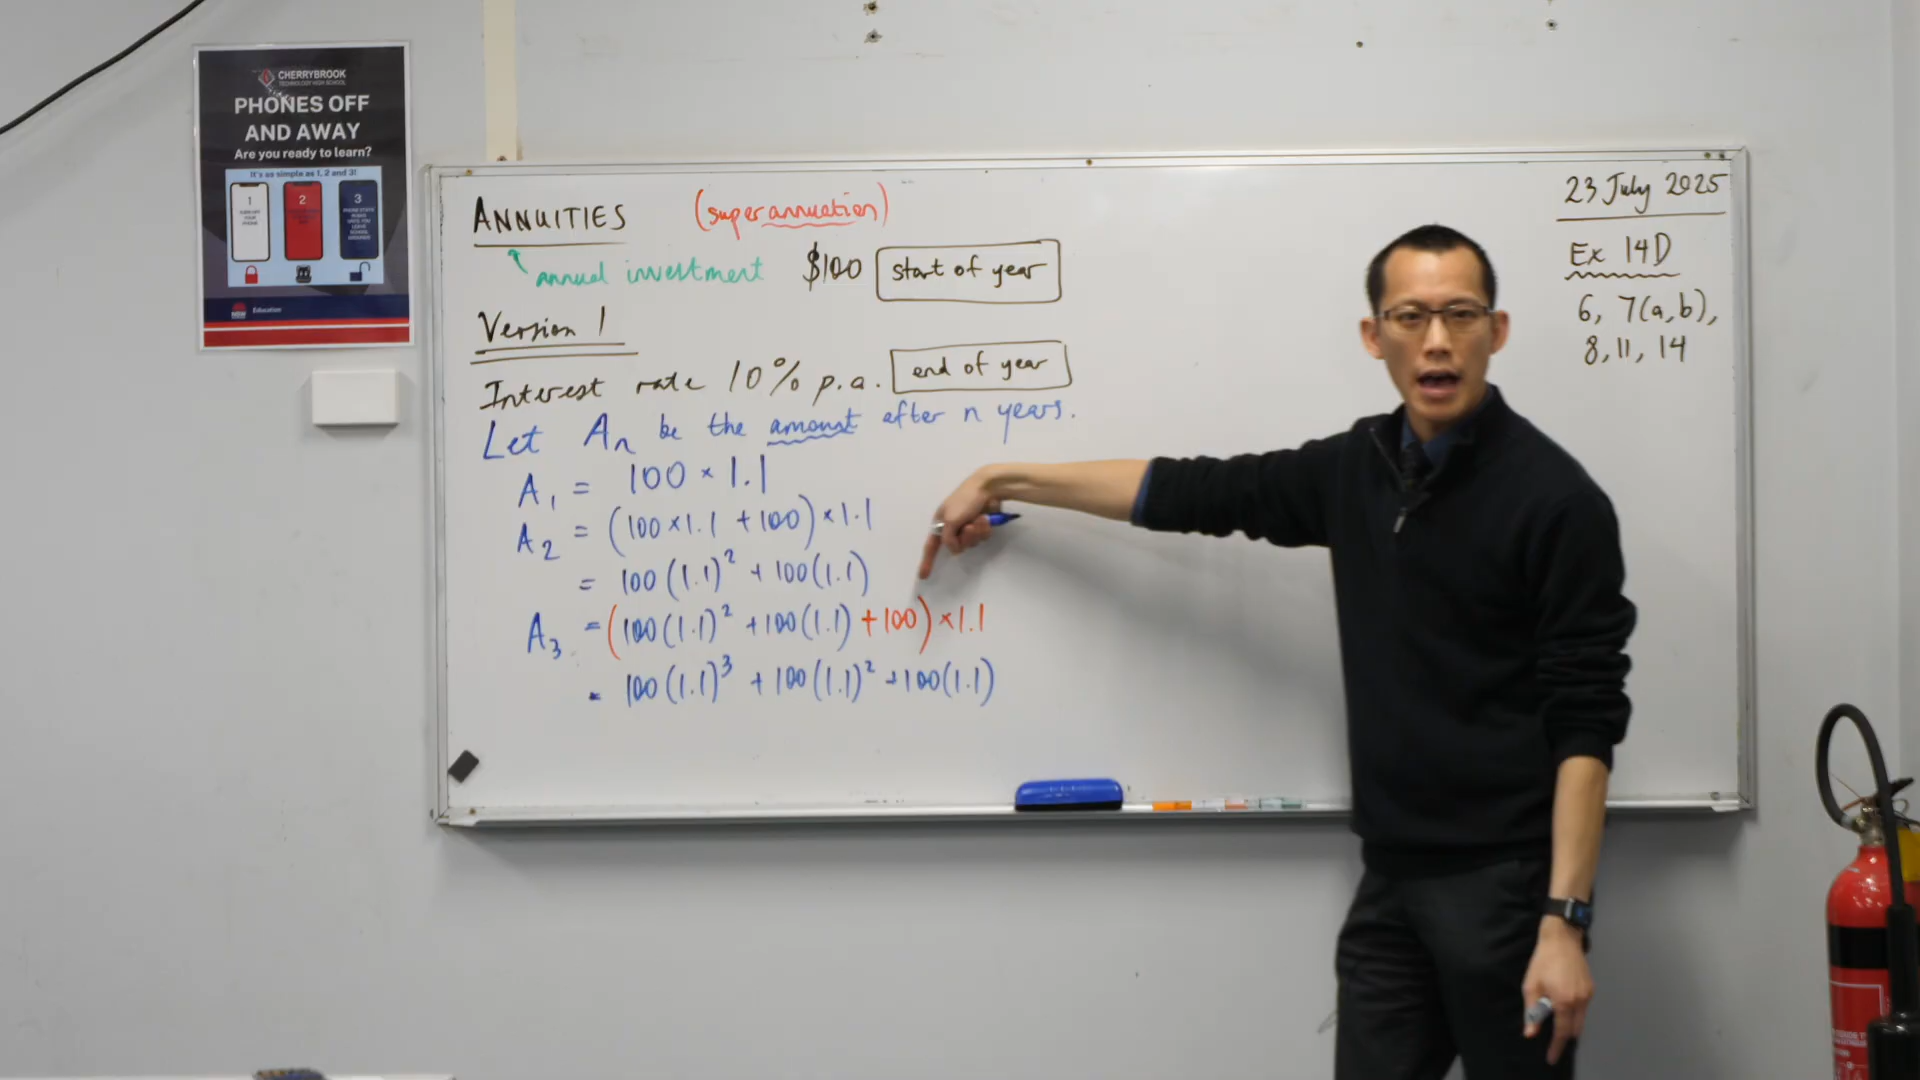 CHERRYBROOK
TECHNOLOGY HIGH SCHOOL
PHONES OFF
AND AWAY
Are you ready to learn?
It's as simple as 1, 2 and 3!
1
2
3
TURN OFF YOUR PHONE
NSW
Education
ANNUITIES (superannuation)
annual investment $100 start of year
Version 1
Interest rate 10% p.a. end of year
Let Aₙ be the amount after n years.
A₁ = 100 × 1.1
A₂ = (100 × 1.1 + 100) × 1.1
= 100(1.1)² + 100(1.1)
A₃ = (100(1.1)² + 100(1.1) + 100) × 1.1
= 100(1.1)³ + 100(1.1)² + 100(1.1)
23 July 2025
Ex 14D
6, 7(a,b),
8, 11, 14